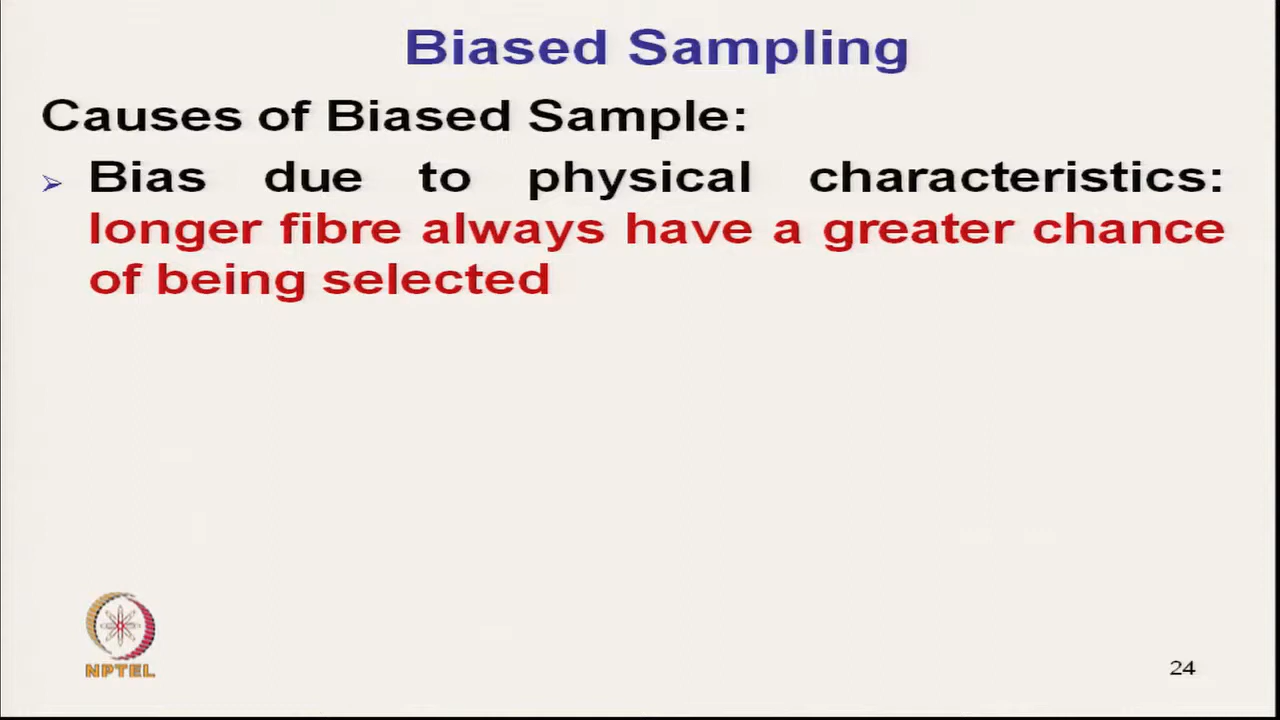 Biased Sampling
Causes of Biased Sample:
Bias due to physical characteristics:
longer fibre always have a greater chance
of being selected
NPTEL
24